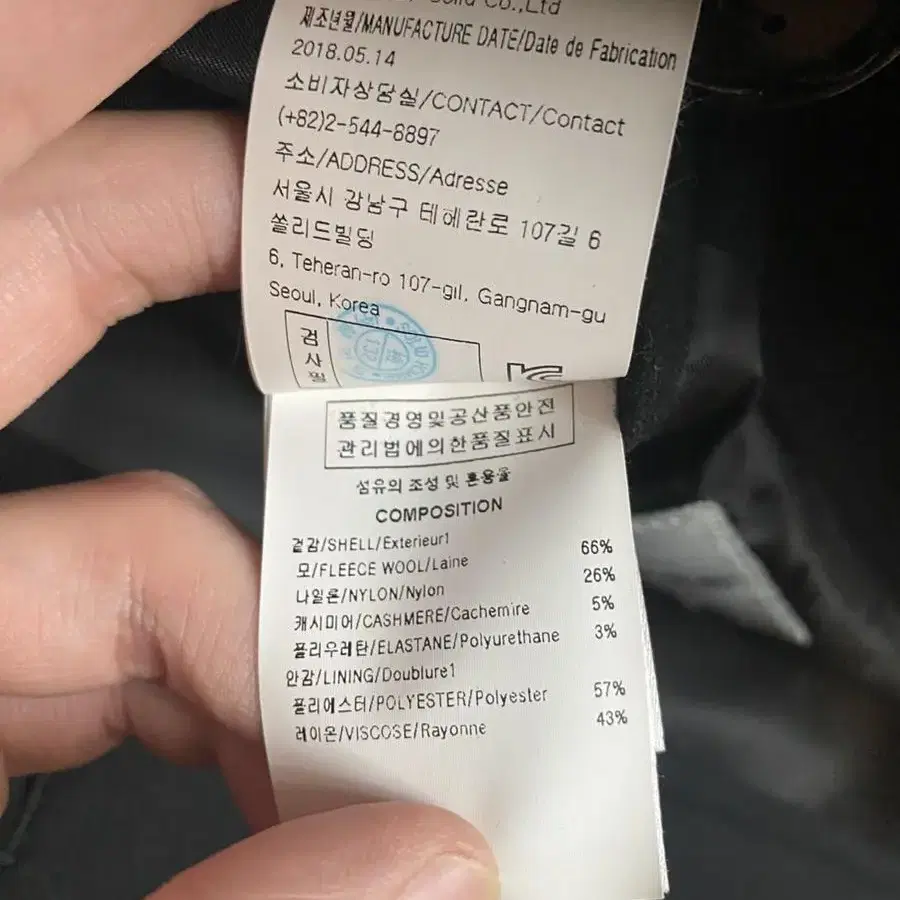 Co.,Ltd
제조년월/MANUFACTURE DATE/Date de Fabrication
2018.05.14
소비자상담실/CONTACT/Contact
(+82)2-544-8897
주소/ADDRESS/Adresse
서울시 강남구 테헤란로 107길 6
쏠리드빌딩
6, Teheran-ro 107-gil, Gangnam-gu
Seoul, Korea
검사필
132
품질경영및공산품안전
관리법에의한품질표시
섬유의 조성 및 혼용율
COMPOSITION
겉감/SHELL/Exterieur1
모/FLEECE WOOL/Laine 66%
나일론/NYLON/Nylon 26%
캐시미어/CASHMERE/Cachemire 5%
폴리우레탄/ELASTANE/Polyurethane 3%
안감/LINING/Doublure1
폴리에스터/POLYESTER/Polyester 57%
레이온/VISCOSE/Rayonne 43%